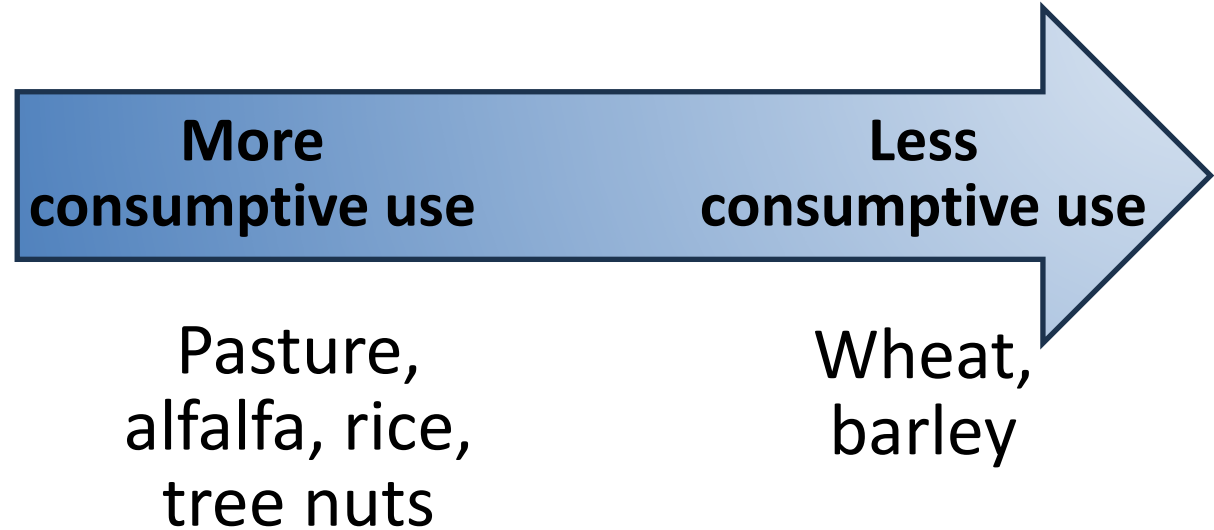 More
consumptive use
Less
consumptive use
Pasture,
alfalfa, rice,
tree nuts
Wheat,
barley